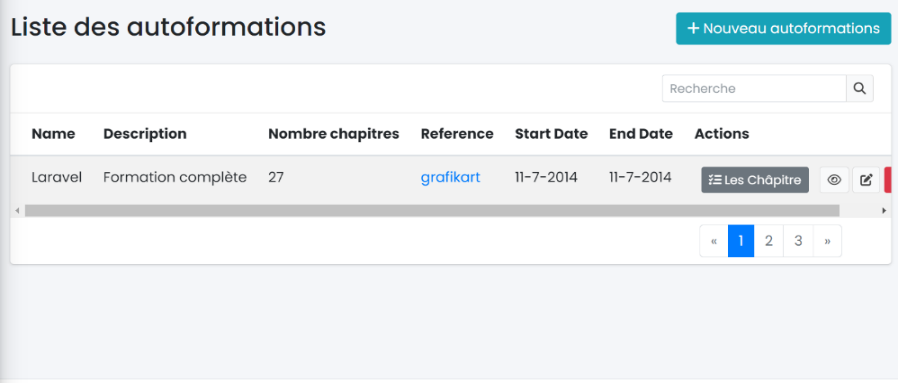 Liste des autoformations
+ Nouveau autoformations
Recherche
Name Description Nombre chapitres Reference Start Date End Date Actions
Laravel Formation complète 27 grafikart 11-7-2014 11-7-2014 Les Châpitre
« 1 2 3 »